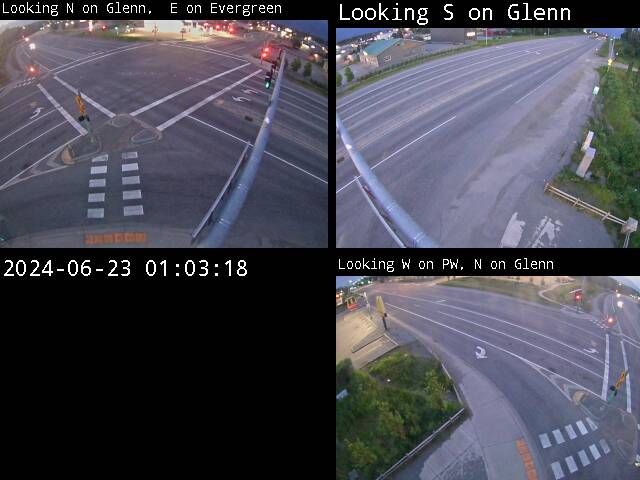 Looking N on Glenn, E on Evergreen
Looking S on Glenn
2024-06-23 01:03:18
Looking W on PW, N on Glenn